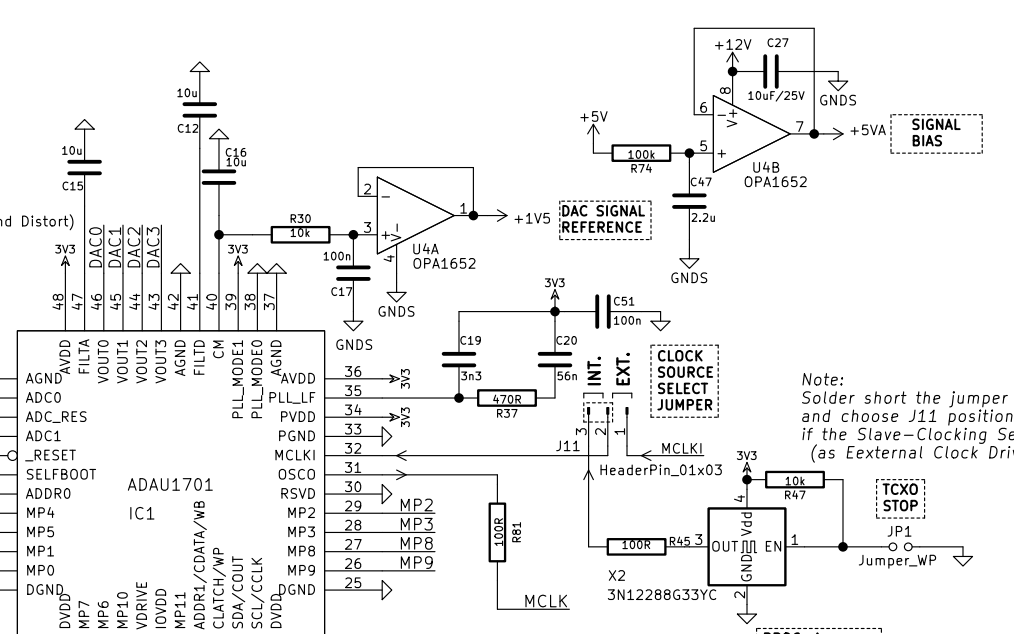 +12V
C27
10uF/25V
GNDS
8
V+
6
5
7
+5VA
SIGNAL
BIAS
U4B
OPA1652
+5V
100k
R74
C47
2.2u
GNDS
10u
C12
10u
C15
C16
10u
R30
10k
100n
C17
GNDS
2
3
1
V-
4
U4A
OPA1652
GNDS
+1V5
DAC SIGNAL
REFERENCE
nd Distort)
3V3
DAC0
DAC1
DAC2
DAC3
3V3
48
47
46
45
44
43
42
41
40
39
38
37
AVDD
FILTA
VOUT0
VOUT1
VOUT2
VOUT3
AGND
FILTD
CM
PLL_MODE1
PLL_MODE0
AGND
AGND
ADC0
ADC_RES
ADC1
_RESET
SELFBOOT
ADDR0
MP4
MP5
MP1
MP0
DGND
ADAU1701
IC1
AVDD 36 3V3
PLL_LF 35
PVDD 34 3V3
PGND 33
MCLKI 32
OSCO 31
RSVD 30
MP2 29 MP2
MP3 28 MP3
MP8 27 MP8
MP9 26 MP9
DGND 25
DVDD
MP7
MP6
MP10
VDRIVE
IOVDD
MP11
ADDR1/CDATA/WB
CLATCH/WP
SDA/COUT
SCL/CCLK
DVDD
3V3
C51
100n
C19
3n3
C20
56n
470R
R37
INT.
EXT.
CLOCK
SOURCE
SELECT
JUMPER
3
2
1
J11
MCLKI
HeaderPin_01x03
100R
R81
MCLK
100R
R45
3
OUT
Vdd
4
EN
1
GND
2
X2
3N12288G33YC
3V3
10k
R47
TCXO
STOP
JP1
Jumper_WP
Note:
Solder short the jumper
and choose J11 position
if the Slave-Clocking Se
(as Eexternal Clock Driv